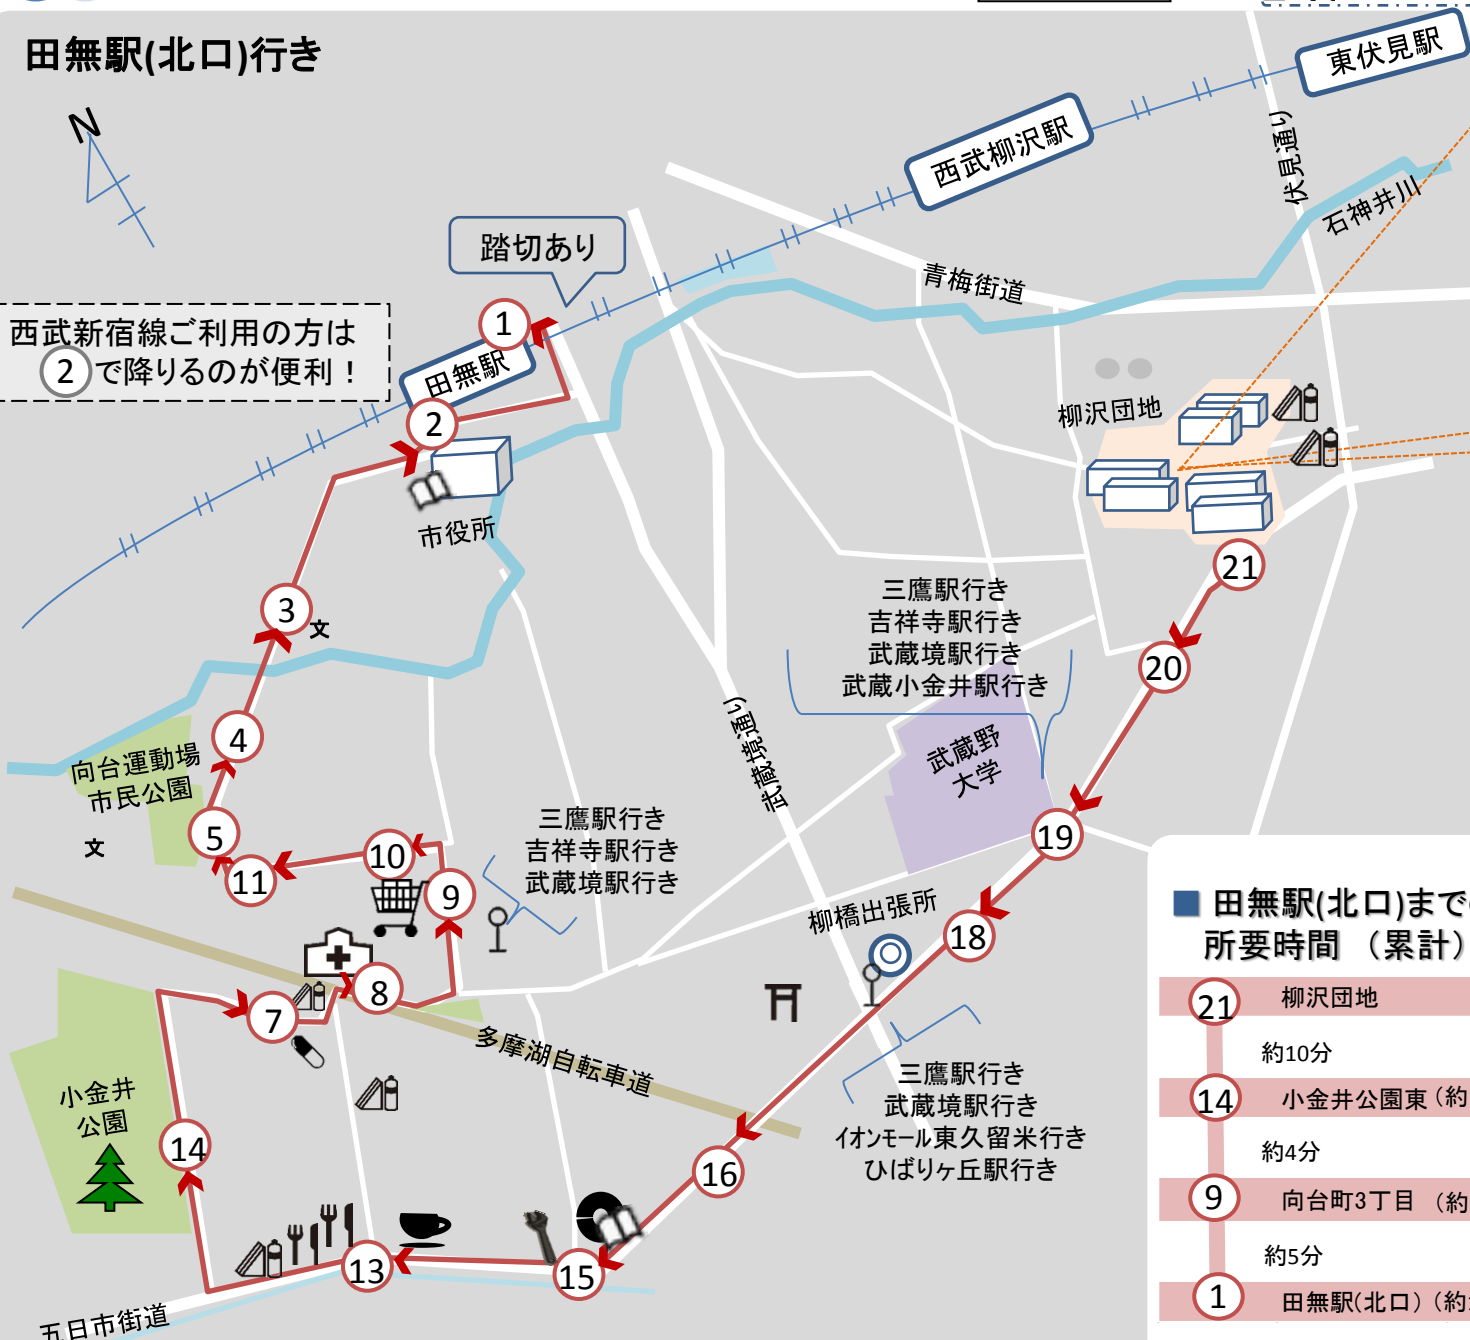 田無駅(北口)行き
N
東伏見駅
西武柳沢駅
伏見通り
石神井川
踏切あり
青梅街道
西武新宿線ご利用の方は
②で降りるのが便利！
1
田無駅
2
市役所
柳沢団地
3
文
21
三鷹駅行き
吉祥寺駅行き
武蔵境駅行き
武蔵小金井駅行き
20
武蔵境通り
武蔵野
大学
4
向台運動場
市民公園
5
文
三鷹駅行き
吉祥寺駅行き
武蔵境駅行き
10
11
9
19
柳橋出張所
18
8
7
多摩湖自転車道
三鷹駅行き
武蔵境駅行き
イオンモール東久留米行き
ひばりヶ丘駅行き
小金井
公園
14
16
13
15
五日市街道
■ 田無駅(北口)まで
所要時間 （累計）
21 柳沢団地
約10分
14 小金井公園東（約
約4分
9 向台町3丁目 （約
約5分
1 田無駅(北口)（約